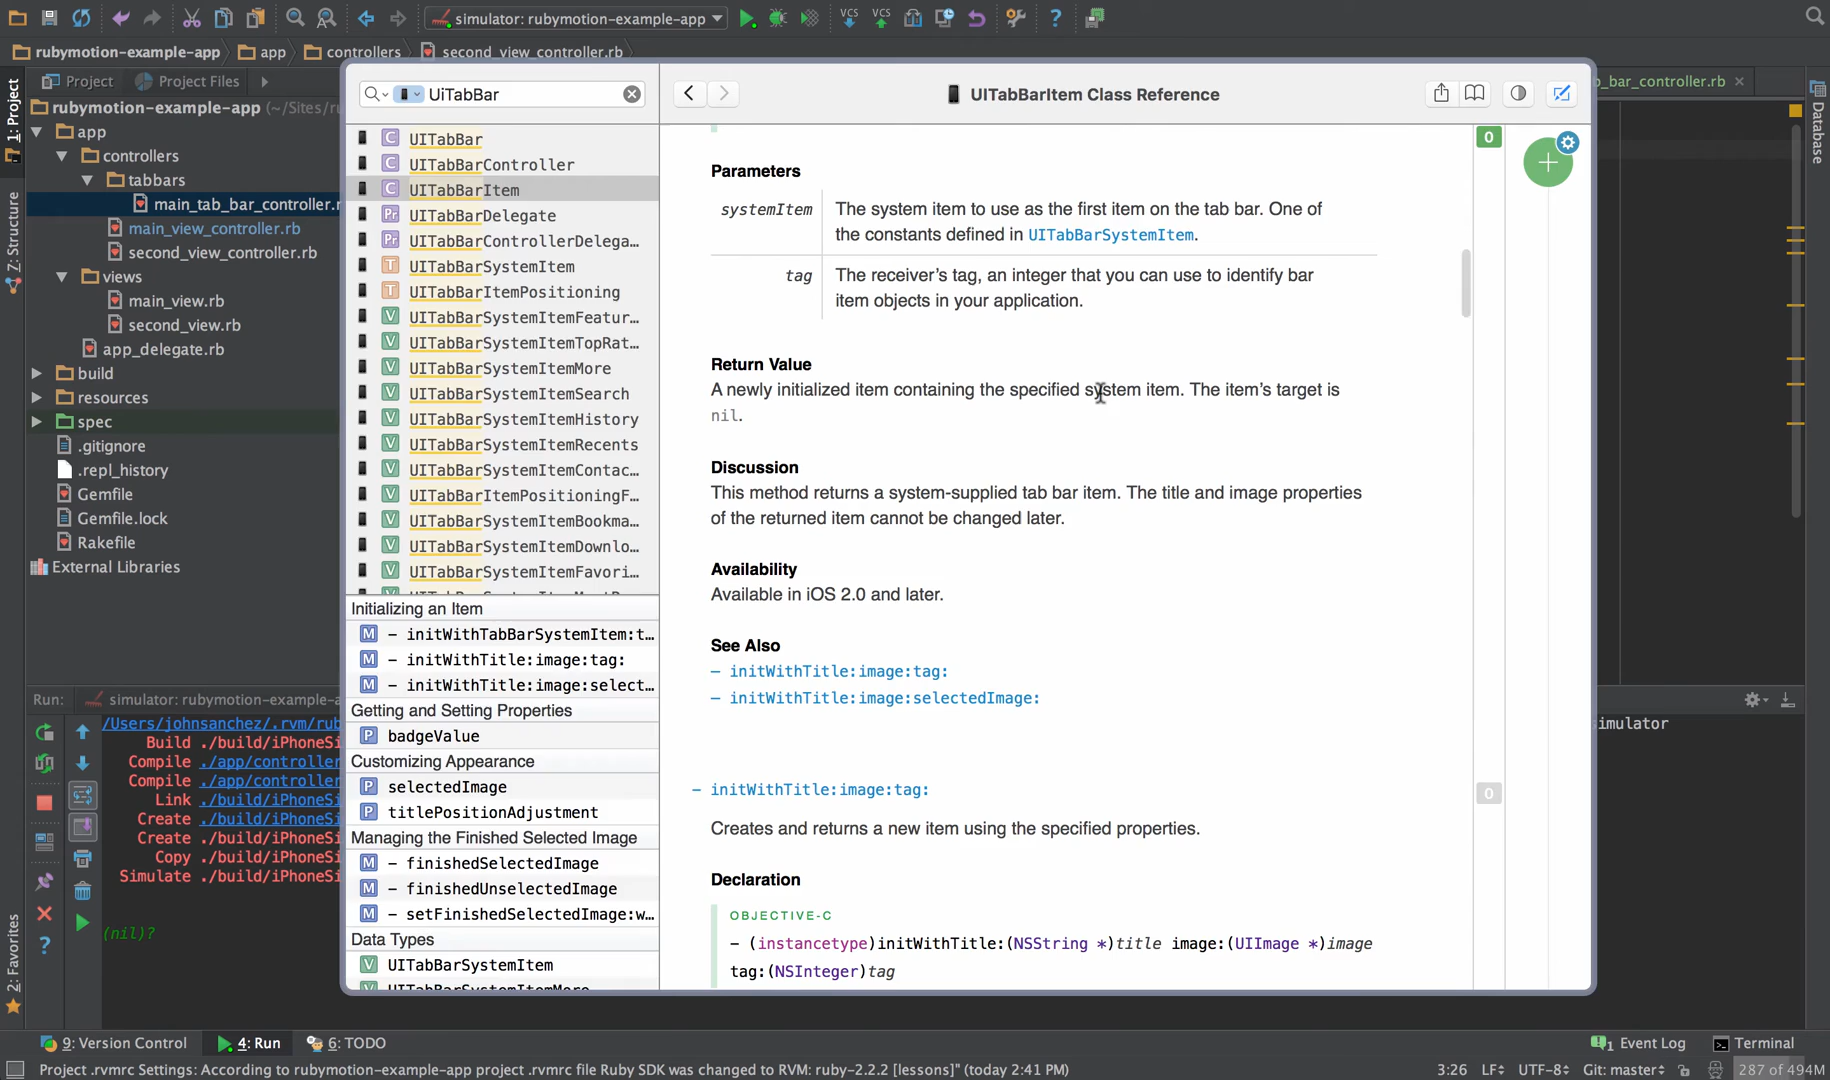 simulator: rubymotion-example-app
VCS VCS
rubymotion-example-app app controllers second_view_controller.rb
1: Project
Z: Structure
2: Favorites
Project Project Files
rubymotion-example-app (~/Sites/ru
app
controllers
tabbars
main_tab_bar_controller.r
main_view_controller.rb
second_view_controller.rb
views
main_view.rb
second_view.rb
app_delegate.rb
build
resources
spec
.gitignore
.repl_history
Gemfile
Gemfile.lock
Rakefile
External Libraries
UiTabBar
UITabBar
UITabBarController
UITabBarItem
UITabBarDelegate
UITabBarControllerDelega…
UITabBarSystemItem
UITabBarItemPositioning
UITabBarSystemItemFeatur…
UITabBarSystemItemTopRat…
UITabBarSystemItemMore
UITabBarSystemItemSearch
UITabBarSystemItemHistory
UITabBarSystemItemRecents
UITabBarSystemItemContac…
UITabBarItemPositioningF…
UITabBarSystemItemBookma…
UITabBarSystemItemDownlo…
UITabBarSystemItemFavori…
Initializing an Item
– initWithTabBarSystemItem:t…
– initWithTitle:image:tag:
– initWithTitle:image:select…
Getting and Setting Properties
badgeValue
Customizing Appearance
selectedImage
titlePositionAdjustment
Managing the Finished Selected Image
– finishedSelectedImage
– finishedUnselectedImage
– setFinishedSelectedImage:w…
Data Types
UITabBarSystemItem
UITabBarSystemItemMore
UITabBarItem Class Reference
0
Parameters
systemItem The system item to use as the first item on the tab bar. One of
the constants defined in UITabBarSystemItem.
tag The receiver's tag, an integer that you can use to identify bar
item objects in your application.
Return Value
A newly initialized item containing the specified system item. The item's target is
nil.
Discussion
This method returns a system-supplied tab bar item. The title and image properties
of the returned item cannot be changed later.
Availability
Available in iOS 2.0 and later.
See Also
– initWithTitle:image:tag:
– initWithTitle:image:selectedImage:
– initWithTitle:image:tag:
0
Creates and returns a new item using the specified properties.
Declaration
OBJECTIVE-C
– (instancetype)initWithTitle:(NSString *)title image:(UIImage *)image
tag:(NSInteger)tag
b_bar_controller.rb
Database
Run: simulator: rubymotion-example-a
/Users/johnsanchez/.rvm/rub
imulator
Build ./build/iPhoneSi
Compile ./app/controller
Compile ./app/controller
Link ./build/iPhoneSi
Create ./build/iPhoneSi
Create ./build/iPhoneSi
Copy ./build/iPhoneSi
Simulate ./build/iPhoneSi
(nil)?
9: Version Control 4: Run 6: TODO 1 Event Log Terminal
Project .rvmrc Settings: According to rubymotion-example-app project .rvmrc file Ruby SDK was changed to RVM: ruby-2.2.2 [lessons]" (today 2:41 PM) 3:26 LF UTF-8 Git: master 287 of 494M